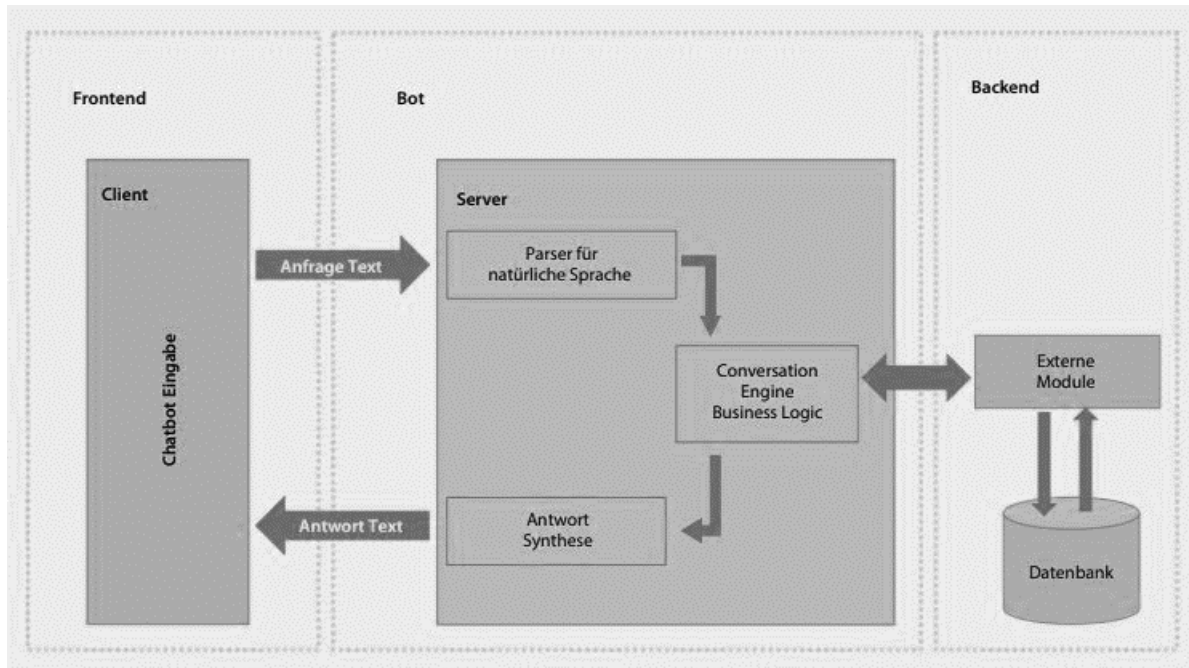 Frontend
Bot
Backend
Client
Server
Anfrage Text
Parser für
natürliche Sprache
Chatbot Eingabe
Conversation
Engine
Business Logic
Externe
Module
Antwort Text
Antwort
Synthese
Datenbank